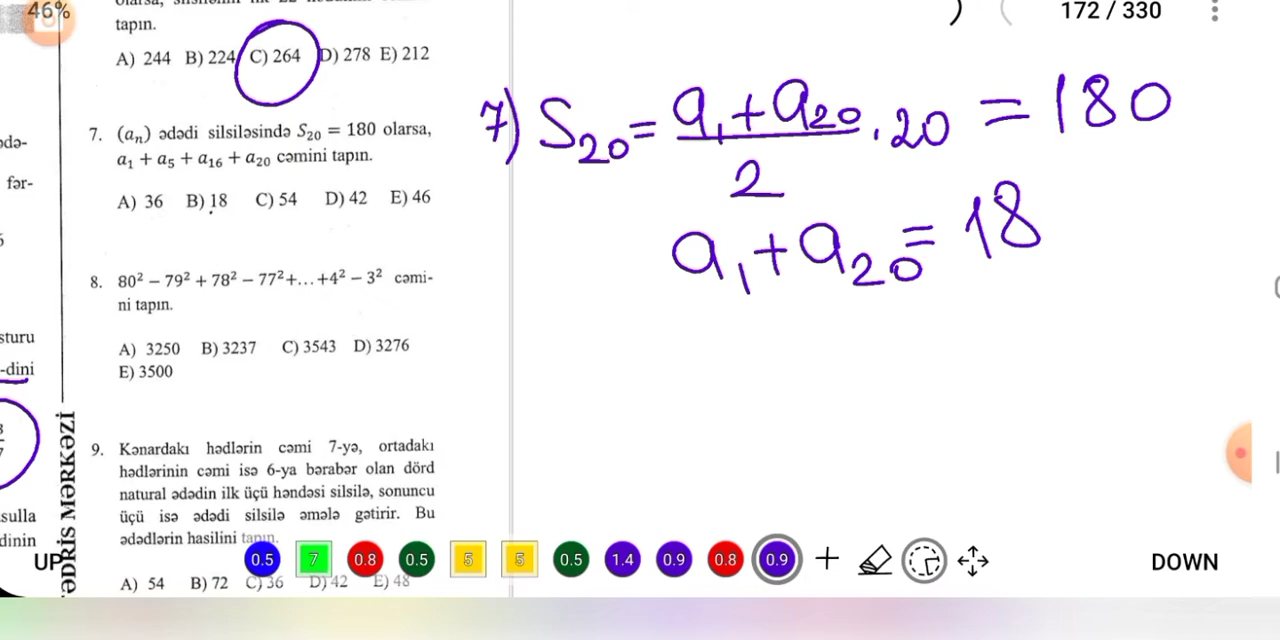 46%
172 / 330
tapın.
A) 244 B) 224 C) 264 D) 278 E) 212
7. (aₙ) ədədi silsiləsində S₂₀ = 180 olarsa,
a₁ + a₅ + a₁₆ + a₂₀ cəmini tapın.
A) 36 B) 18 C) 54 D) 42 E) 46
8. 80² − 79² + 78² − 77²+…+4² − 3² cəmi-
ni tapın.
A) 3250 B) 3237 C) 3543 D) 3276
E) 3500
9. Kənardakı hədlərin cəmi 7-yə, ortadakı
hədlərinin cəmi isə 6-ya bərabər olan dörd
natural ədədin ilk üçü həndəsi silsilə, sonuncu
üçü isə ədədi silsilə əmələ gətirir. Bu
ədədlərin hasilini tapın.
A) 54 B) 72 C) 36 D) 42 E) 48
7) S₂₀ = (a₁ + a₂₀)/2 · 20 = 180
a₁ + a₂₀ = 18
fər-
sturu
-dini
sulla
dinin
MƏRKƏZİ
UP
0.5 7 0.8 0.5 5 5 0.5 1.4 0.9 0.8 0.9
DOWN